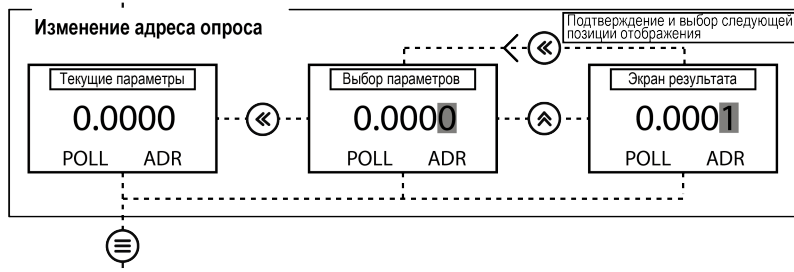 Изменение адреса опроса
Подтверждение и выбор следующей
позиции отображения
Текущие параметры
0.0000
POLL ADR
Выбор параметров
0.0000
POLL ADR
Экран результата
0.0001
POLL ADR